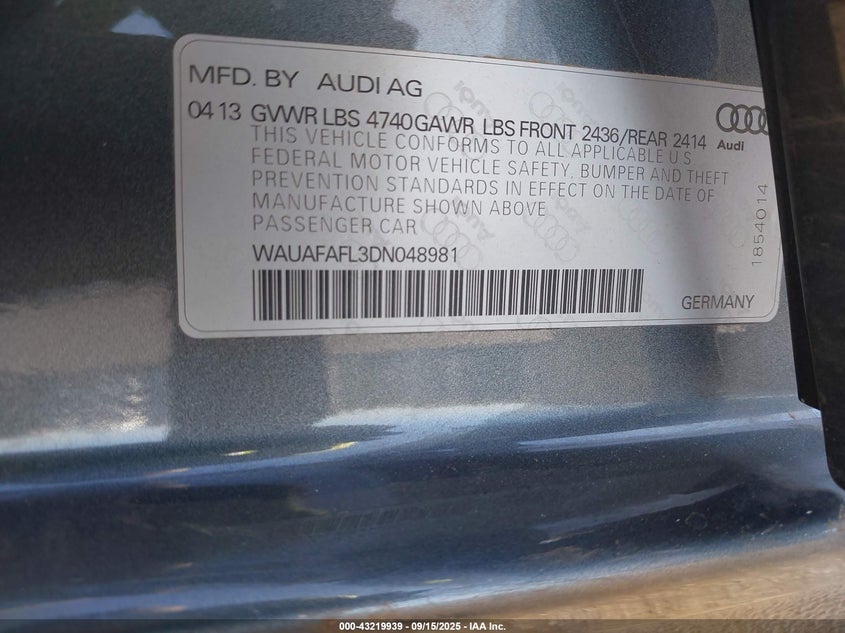 MFD. BY AUDI AG
04 13 GVWR LBS 4740 GAWR LBS FRONT 2436/REAR 2414
Audi
THIS VEHICLE CONFORMS TO ALL APPLICABLE U.S.
FEDERAL MOTOR VEHICLE SAFETY, BUMPER AND THEFT
PREVENTION STANDARDS IN EFFECT ON THE DATE OF
MANUFACTURE SHOWN ABOVE
PASSENGER CAR
WAUAFAFL3DN048981
1854014
GERMANY
000-43219939 - 09/15/2025 - IAA Inc.